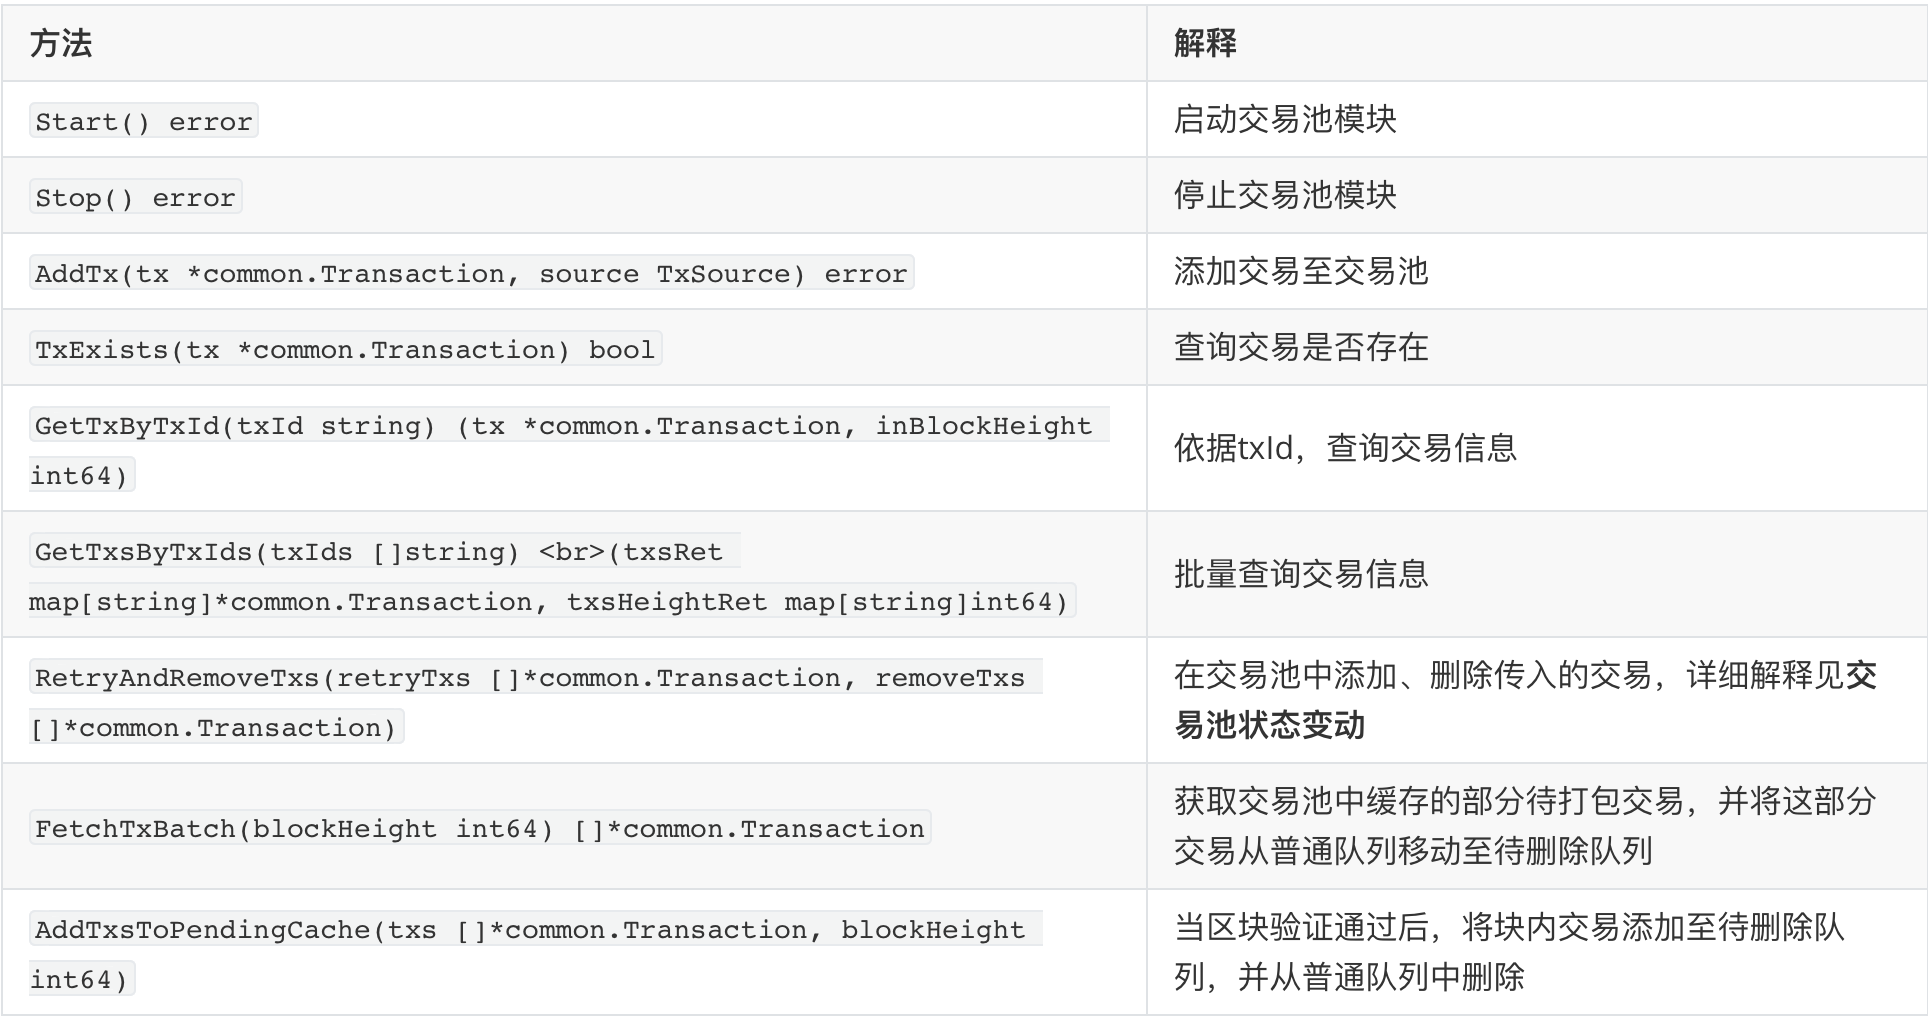 方法
解释
Start() error
启动交易池模块
Stop() error
停止交易池模块
AddTx(tx *common.Transaction, source TxSource) error
添加交易至交易池
TxExists(tx *common.Transaction) bool
查询交易是否存在
GetTxByTxId(txId string) (tx *common.Transaction, inBlockHeight
int64)
依据txId，查询交易信息
GetTxsByTxIds(txIds []string) <br>(txsRet
map[string]*common.Transaction, txsHeightRet map[string]int64)
批量查询交易信息
RetryAndRemoveTxs(retryTxs []*common.Transaction, removeTxs
[]*common.Transaction)
在交易池中添加、删除传入的交易，详细解释见交
易池状态变动
FetchTxBatch(blockHeight int64) []*common.Transaction
获取交易池中缓存的部分待打包交易，并将这部分
交易从普通队列移动至待删除队列
AddTxsToPendingCache(txs []*common.Transaction, blockHeight
int64)
当区块验证通过后，将块内交易添加至待删除队
列，并从普通队列中删除